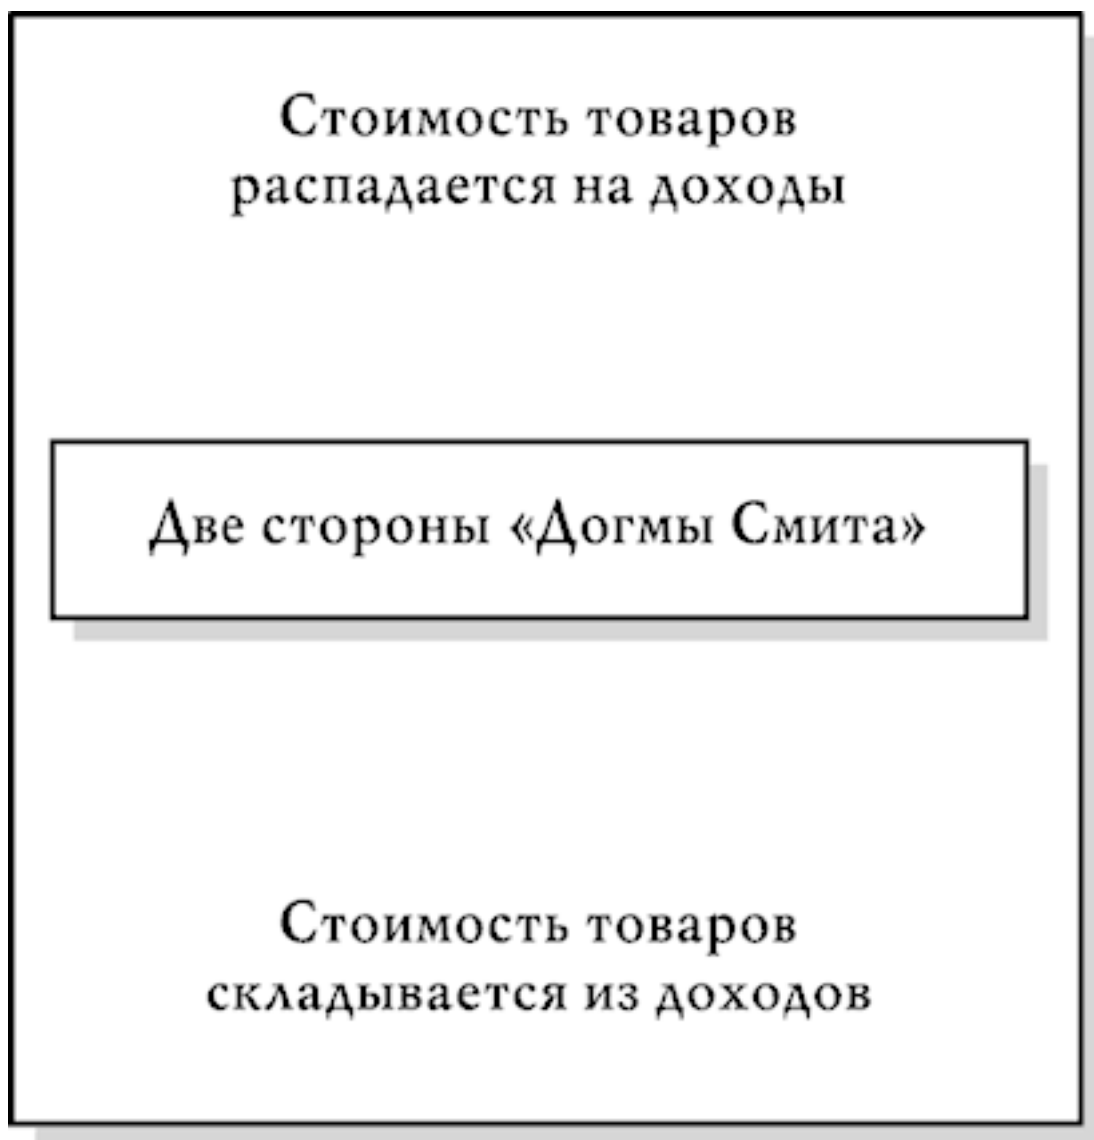 Стоимость товаров
распадается на доходы
Две стороны «Догмы Смита»
Стоимость товаров
складывается из доходов